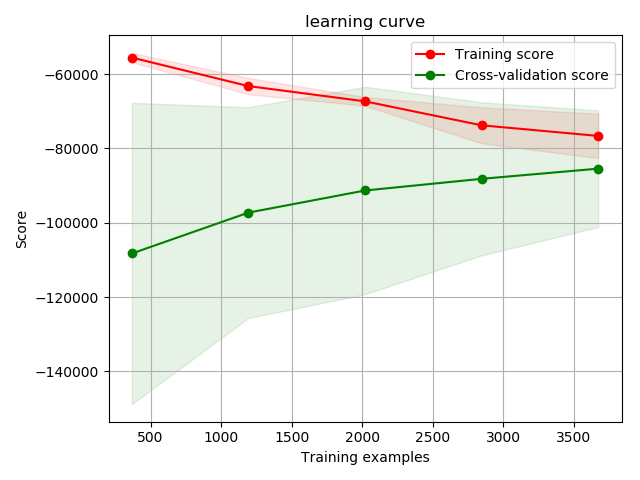 learning curve
Training score
Cross-validation score
−60000
−80000
−100000
−120000
−140000
Score
500
1000
1500
2000
2500
3000
3500
Training examples